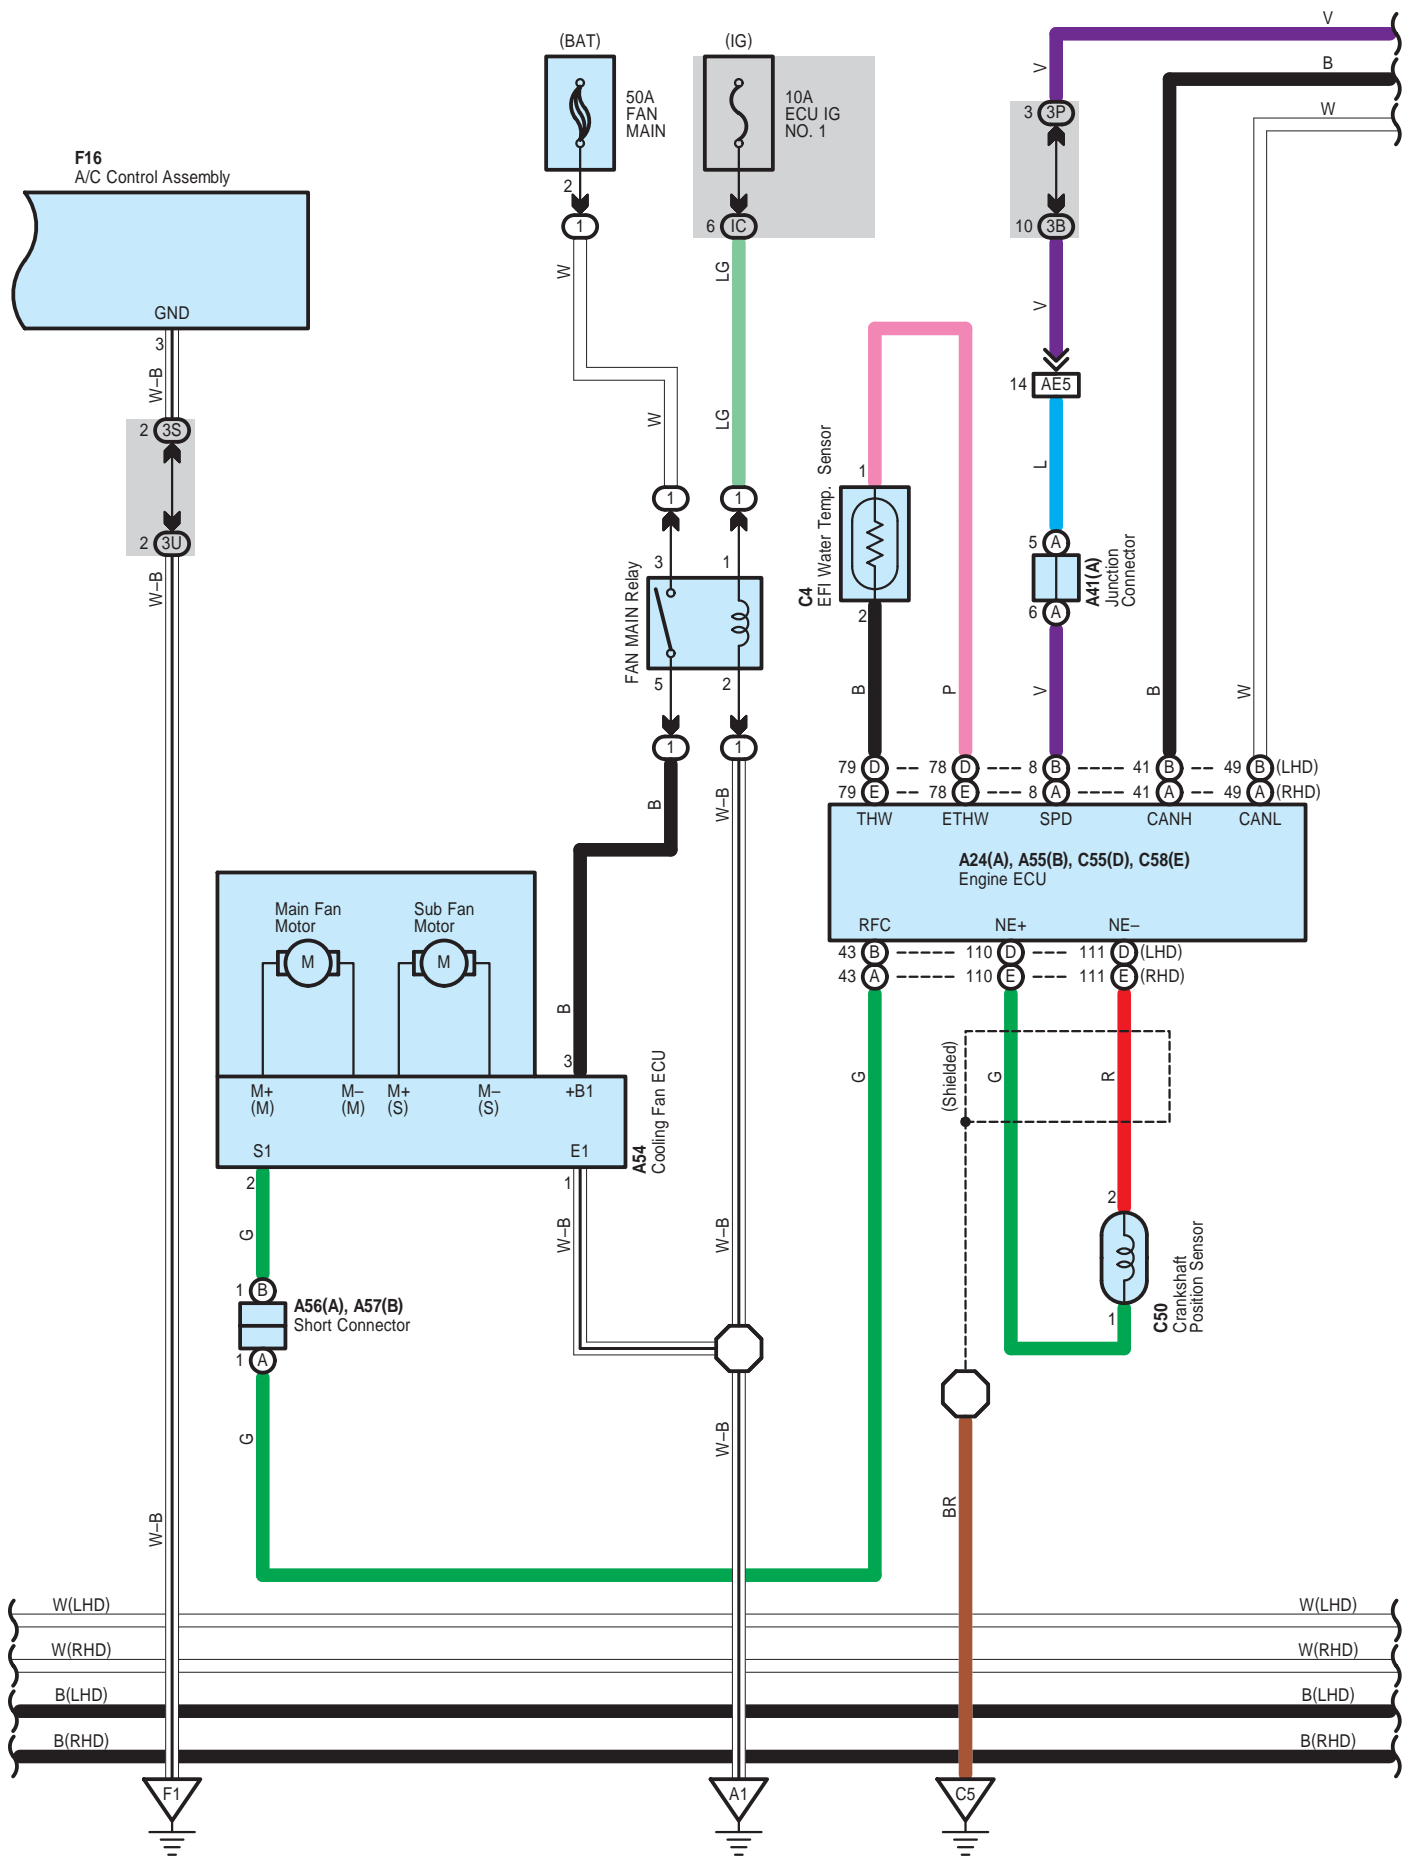 V
B
W
(BAT)
(IG)
50A
FAN
MAIN
10A
ECU IG
NO. 1
V
3 3P
F16
A/C Control Assembly
2
1
6 IC
10 3B
W
LG
V
GND
3
W–B
14 AE5
2 3S
W
LG
1
EFI Water Temp. Sensor
C4
L
1
1
2 3U
W–B
3
1
5 A
A41(A)
Junction
Connector
6 A
2
FAN MAIN Relay
5
2
B
P
V
B
W
1
1
79 D
78 D
8 B
41 B
49 B (LHD)
79 E
78 E
8 A
41 A
49 A (RHD)
B
W–B
THW
ETHW
SPD
CANH
CANL
A24(A), A55(B), C55(D), C58(E)
Engine ECU
Main Fan
Motor
Sub Fan
Motor
M
M
RFC
NE+
NE–
43 B
110 D
111 D (LHD)
43 A
110 E
111 E (RHD)
B
3
G
(Shielded)
G
R
M+
(M)
M–
(M)
M+
(S)
M–
(S)
+B1
S1
E1
A54
Cooling Fan ECU
2
1
2
G
W–B
W–B
C50
Crankshaft
Position Sensor
1 B
A56(A), A57(B)
Short Connector
1
1 A
G
W–B
BR
W–B
W(LHD)
W(LHD)
W(RHD)
W(RHD)
B(LHD)
B(LHD)
B(RHD)
B(RHD)
F1
A1
C5